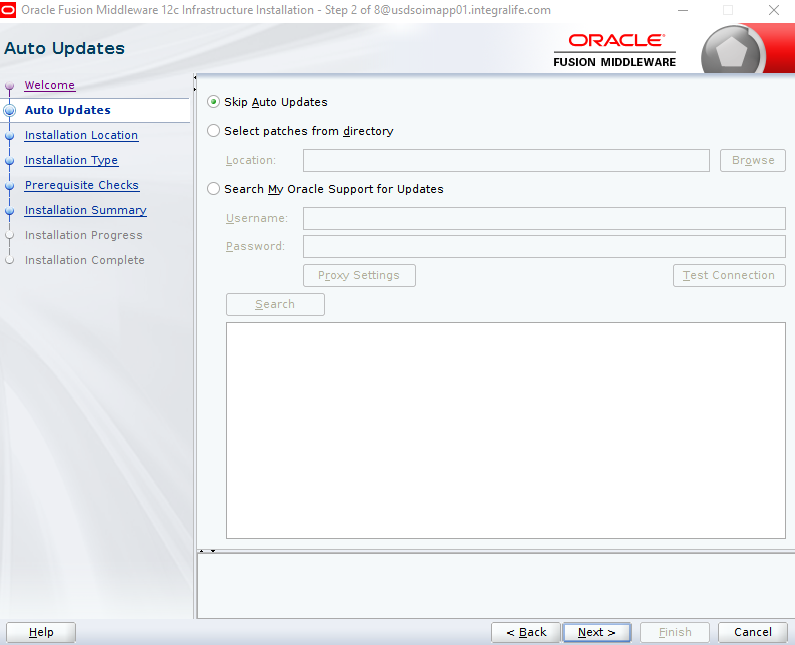 Oracle Fusion Middleware 12c Infrastructure Installation - Step 2 of 8@usdsoimapp01.integralife.com
Auto Updates
ORACLE
FUSION MIDDLEWARE
Welcome
Auto Updates
Installation Location
Installation Type
Prerequisite Checks
Installation Summary
Installation Progress
Installation Complete
Skip Auto Updates
Select patches from directory
Location:
Browse
Search My Oracle Support for Updates
Username:
Password:
Proxy Settings
Test Connection
Search
Help
< Back
Next >
Finish
Cancel